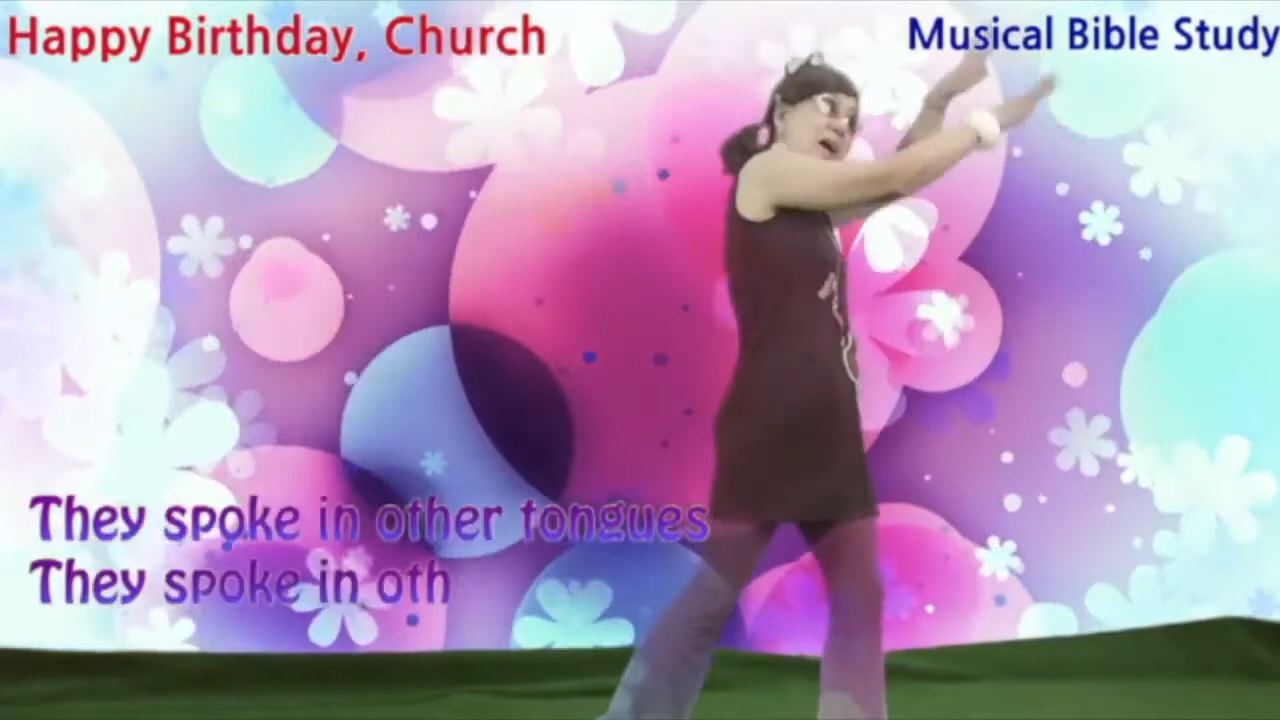 Happy Birthday, Church
Musical Bible Study
They spoke in other tongues
They spoke in oth